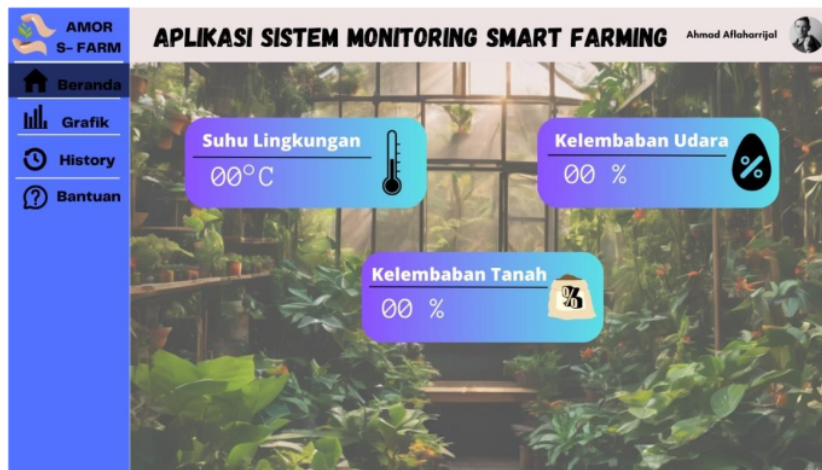 AMOR
S- FARM
APLIKASI SISTEM MONITORING SMART FARMING
Ahmad Aflaharrijal
Beranda
Grafik
History
Bantuan
Suhu Lingkungan
00°C
Kelembaban Udara
00 %
%
Kelembaban Tanah
00 %
%